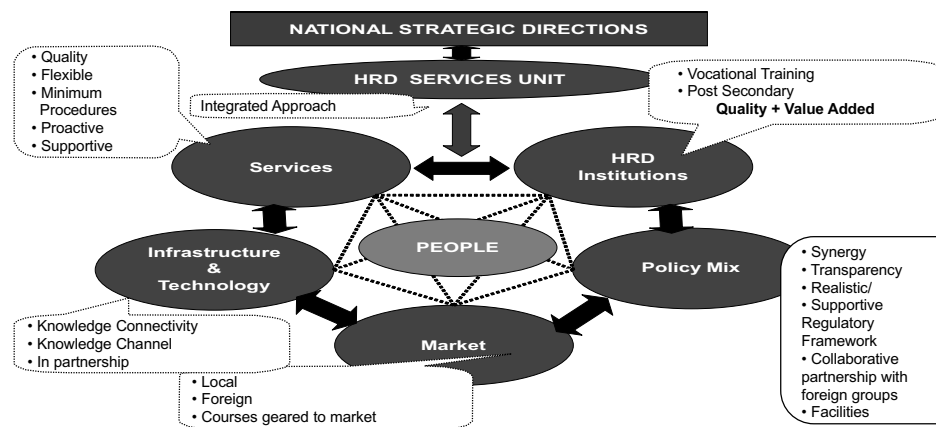 NATIONAL STRATEGIC DIRECTIONS
HRD SERVICES UNIT
• Quality
• Flexible
• Minimum
Procedures
• Proactive
• Supportive
Integrated Approach
• Vocational Training
• Post Secondary
Quality + Value Added
Services
HRD
Institutions
PEOPLE
Infrastructure
&
Technology
Policy Mix
• Synergy
• Transparency
• Realistic/
• Supportive
Regulatory
Framework
• Collaborative
partnership with
foreign groups
• Facilities
• Knowledge Connectivity
• Knowledge Channel
• In partnership
Market
• Local
• Foreign
• Courses geared to market